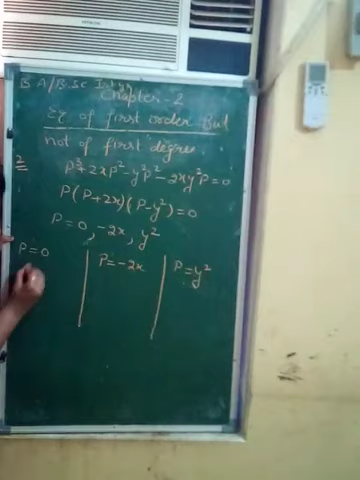 B A/B.Sc II yr
Chapter-2
Eq of first order but
not of first degree
2
P³+2xP²-y²P²-2xy²P=0
P(P+2x)(P-y²)=0
P=0, -2x, y²
P=0
P=-2x
P=y²